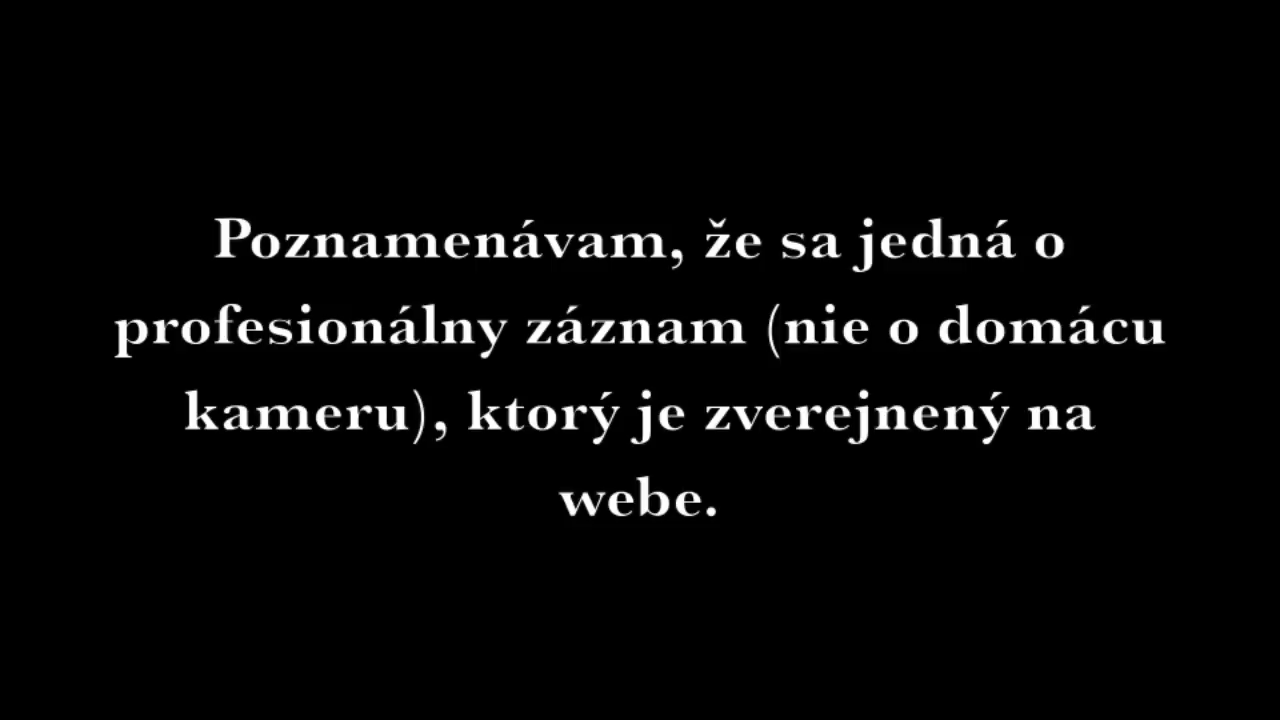 Poznamenávam, že sa jedná o
profesionálny záznam (nie o domácu
kameru), ktorý je zverejnený na
webe.